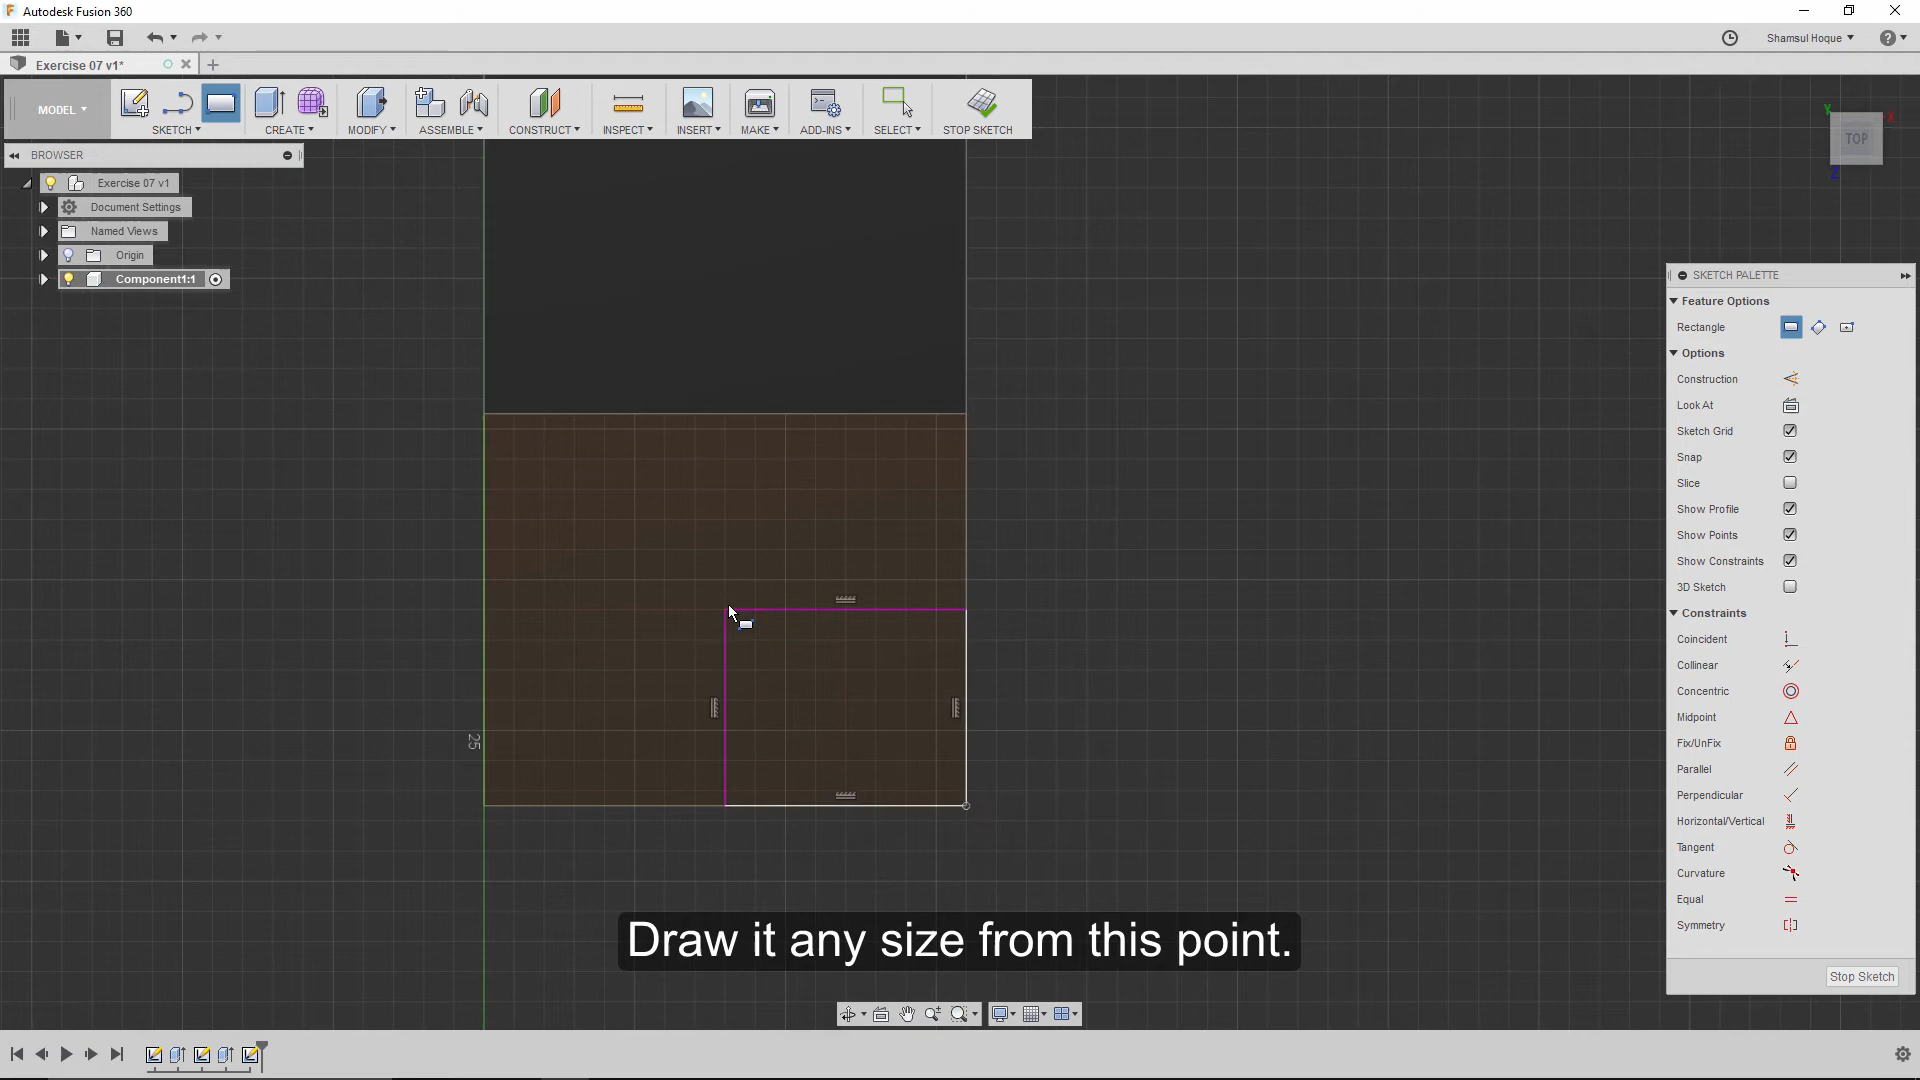 Autodesk Fusion 360
Shamsul Hoque
Exercise 07 v1*
MODEL
SKETCH
CREATE
MODIFY
ASSEMBLE
CONSTRUCT
INSPECT
INSERT
MAKE
ADD-INS
SELECT
STOP SKETCH
BROWSER
Exercise 07 v1
Document Settings
Named Views
Origin
Component1:1
Y
X
TOP
Z
SKETCH PALETTE
Feature Options
Rectangle
Options
Construction
Look At
Sketch Grid
Snap
Slice
Show Profile
Show Points
Show Constraints
3D Sketch
Constraints
Coincident
Collinear
Concentric
Midpoint
Fix/UnFix
Parallel
Perpendicular
Horizontal/Vertical
Tangent
Curvature
Equal
Symmetry
Stop Sketch
25
Draw it any size from this point.